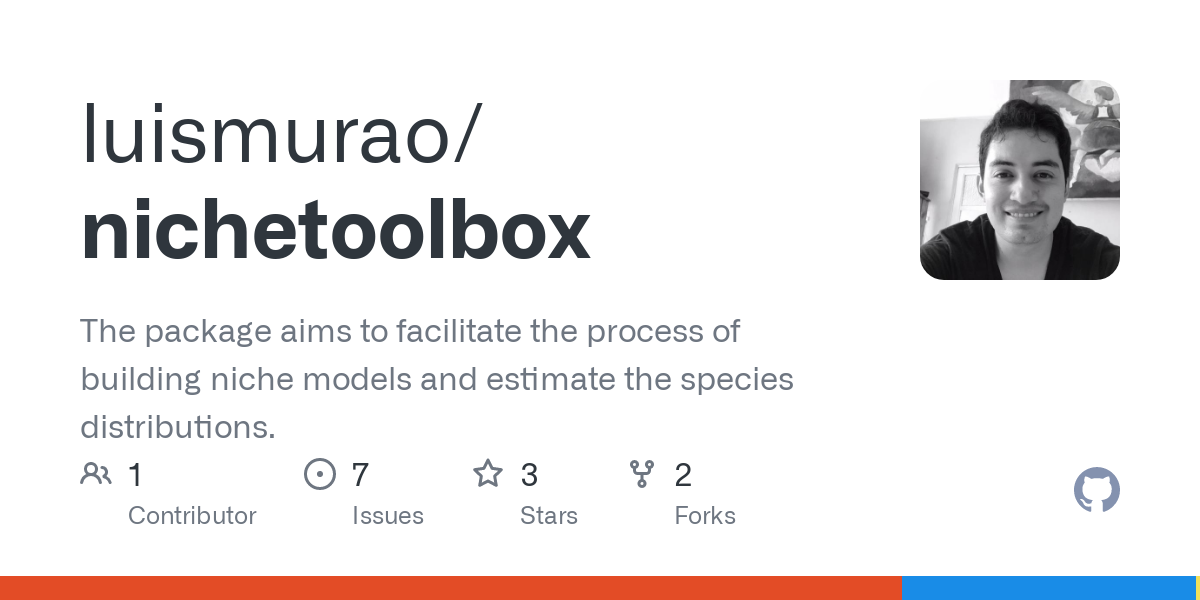 luismurao/
nichetoolbox
The package aims to facilitate the process of
building niche models and estimate the species
distributions.
1 7 3 2
Contributor Issues Stars Forks